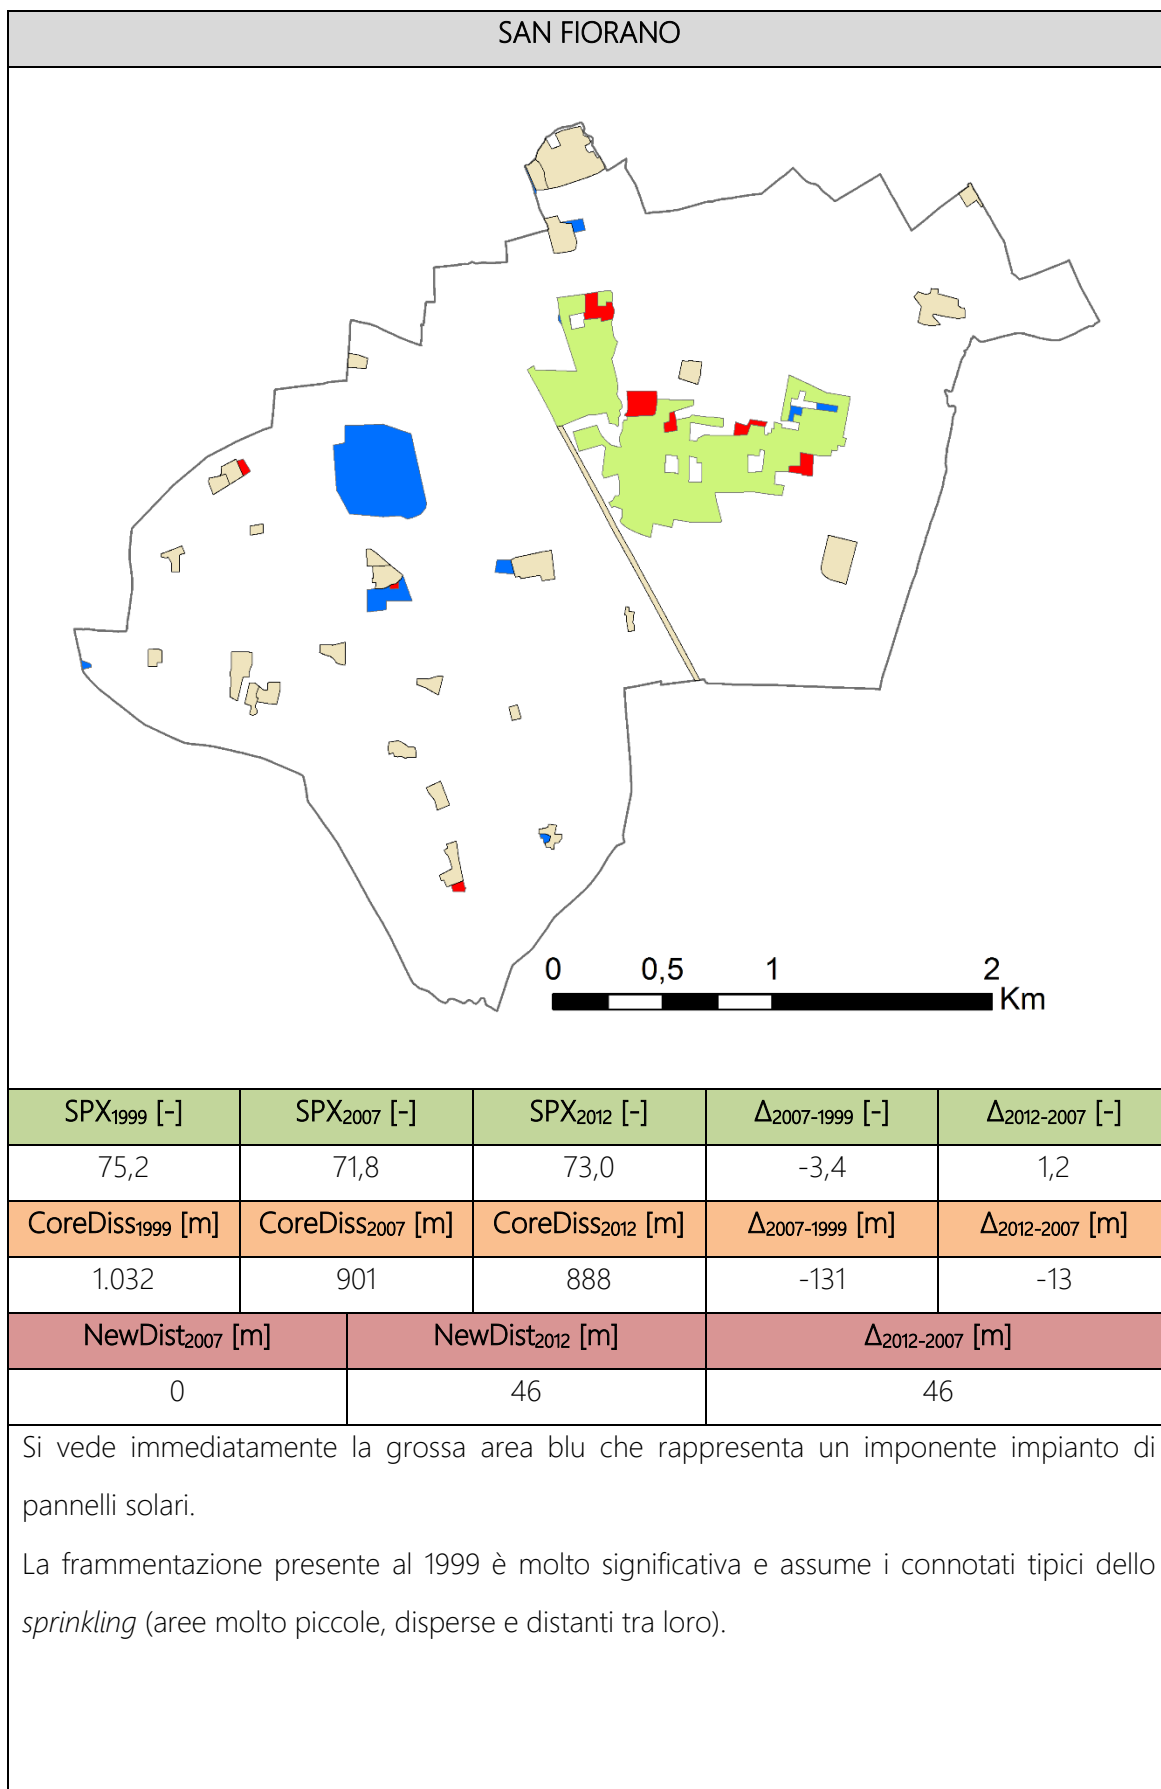 SAN FIORANO
0 0,5 1 2
Km
SPX1999 [-] SPX2007 [-] SPX2012 [-] Δ2007-1999 [-] Δ2012-2007 [-]
75,2 71,8 73,0 -3,4 1,2
CoreDiss1999 [m] CoreDiss2007 [m] CoreDiss2012 [m] Δ2007-1999 [m] Δ2012-2007 [m]
1.032 901 888 -131 -13
NewDist2007 [m] NewDist2012 [m] Δ2012-2007 [m]
0 46 46
Si vede immediatamente la grossa area blu che rappresenta un imponente impianto di
pannelli solari.
La frammentazione presente al 1999 è molto significativa e assume i connotati tipici dello
sprinkling (aree molto piccole, disperse e distanti tra loro).